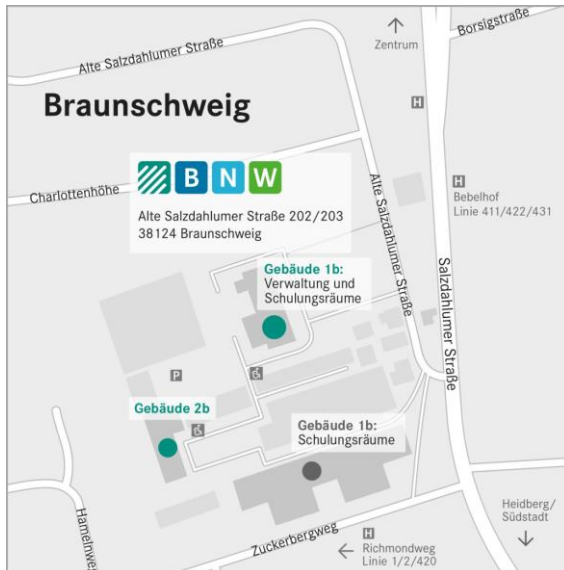 Borsigstraße
Zentrum
Alte Salzdahlumer Straße
Braunschweig
H
B N W
H
Charlottenhöhe
Bebelhof
Linie 411/422/431
Alte Salzdahlumer Straße 202/203
38124 Braunschweig
Alte Salzdahlumer Straße
Gebäude 1b:
Verwaltung und
Schulungsräume
Salzdahlumer Straße
P
Gebäude 2b
Gebäude 1b:
Schulungsräume
Hamelnweg
Heidberg/
Südstadt
Zuckerbergweg
H
Richmondweg
Linie 1/2/420